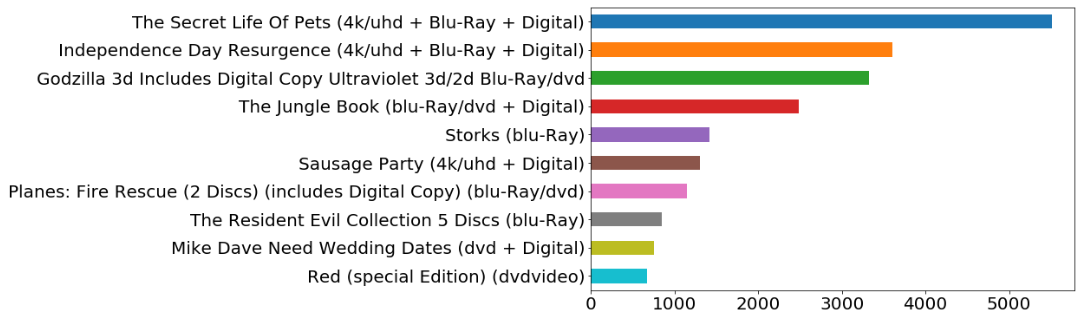 The Secret Life Of Pets (4k/uhd + Blu-Ray + Digital)
Independence Day Resurgence (4k/uhd + Blu-Ray + Digital)
Godzilla 3d Includes Digital Copy Ultraviolet 3d/2d Blu-Ray/dvd
The Jungle Book (blu-Ray/dvd + Digital)
Storks (blu-Ray)
Sausage Party (4k/uhd + Digital)
Planes: Fire Rescue (2 Discs) (includes Digital Copy) (blu-Ray/dvd)
The Resident Evil Collection 5 Discs (blu-Ray)
Mike Dave Need Wedding Dates (dvd + Digital)
Red (special Edition) (dvdvideo)
0 1000 2000 3000 4000 5000